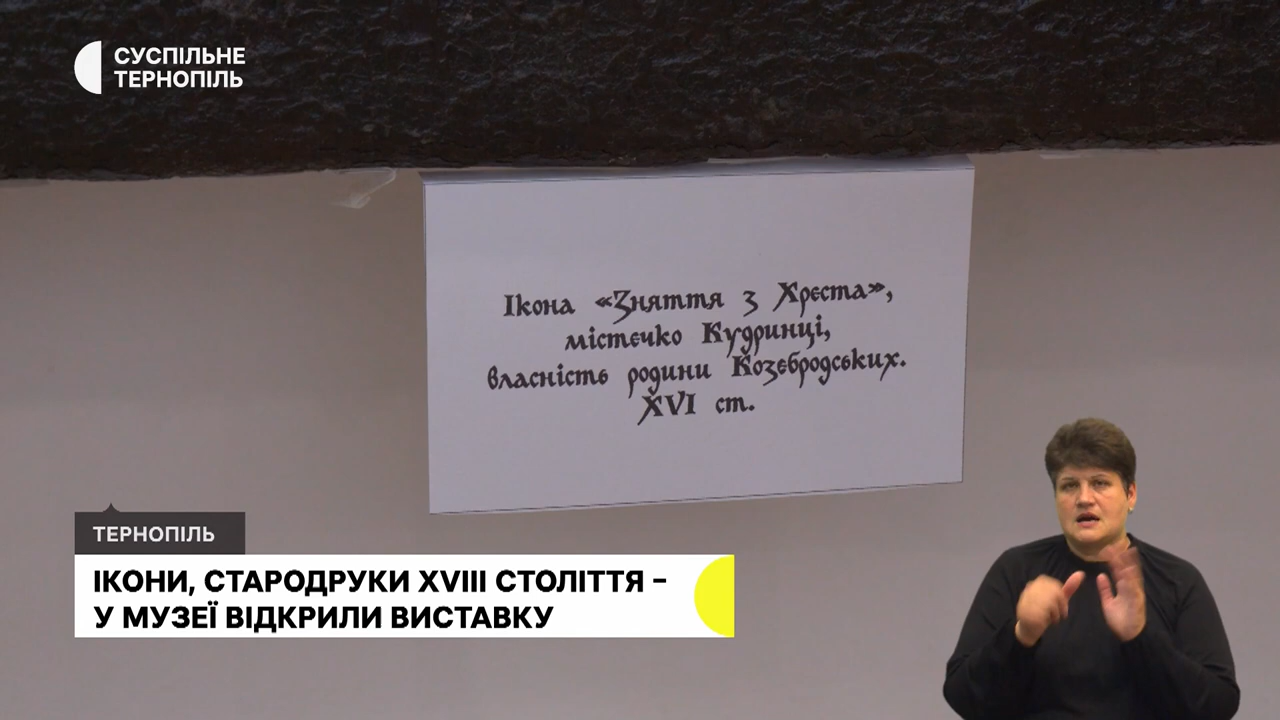 СУСПІЛЬНЕ
ТЕРНОПІЛЬ
Ікона «Зняття з Хреста»,
містечко Кудринці,
власність родини Козебродських.
XVI ст.
ТЕРНОПІЛЬ
ІКОНИ, СТАРОДРУКИ XVIII СТОЛІТТЯ –
У МУЗЕЇ ВІДКРИЛИ ВИСТАВКУ